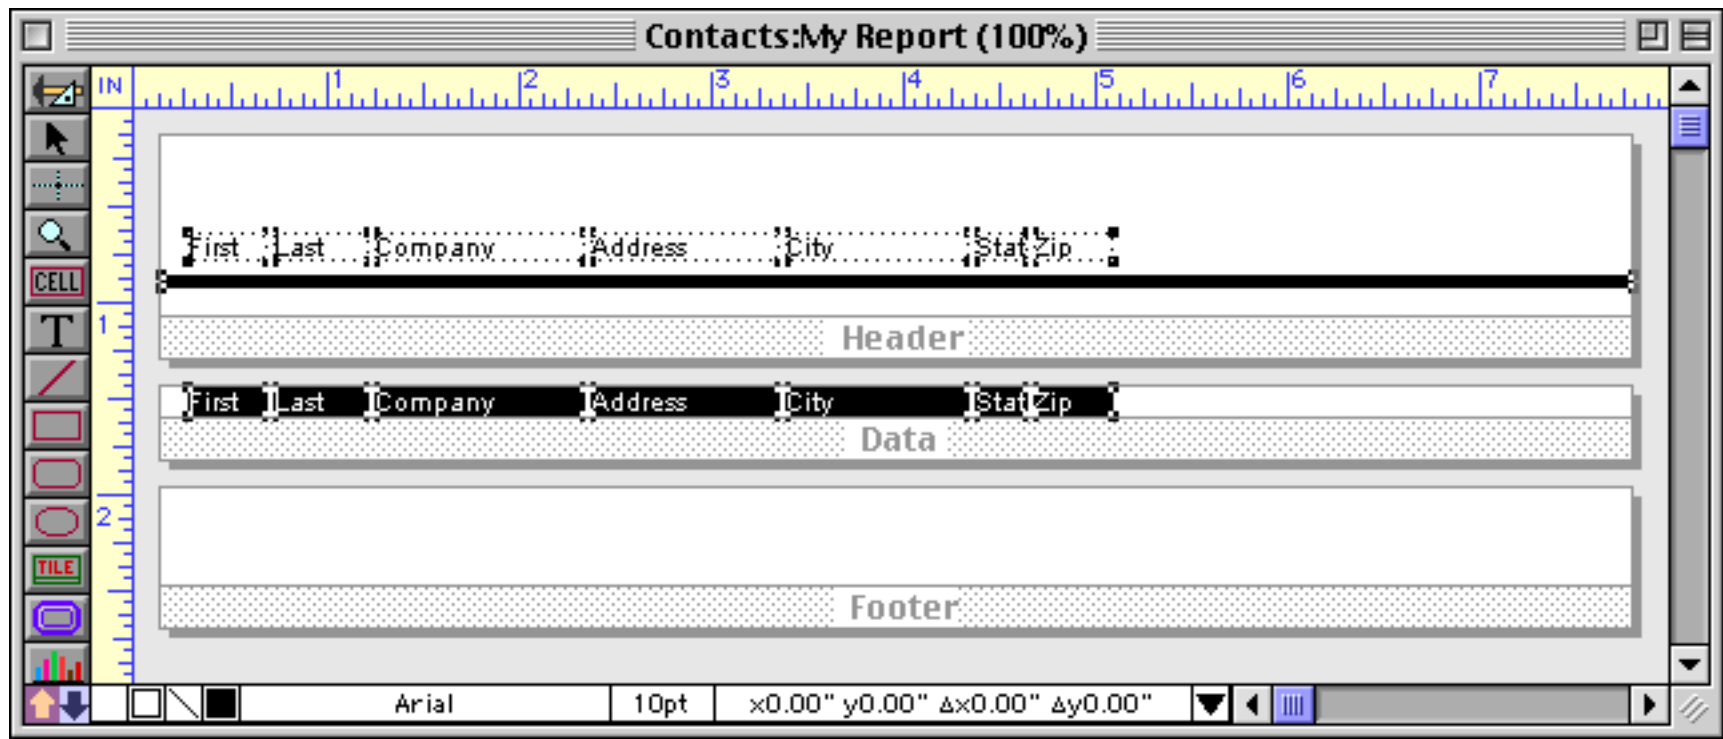 Contacts:My Report (100%)
IN 1 2 3 4 5 6 7
First Last Company Address City Stat Zip
CELL
T
1
Header
First Last Company Address City Stat Zip
Data
2
TILE
Footer
Arial 10pt x0.00" y0.00" Δx0.00" Δy0.00"